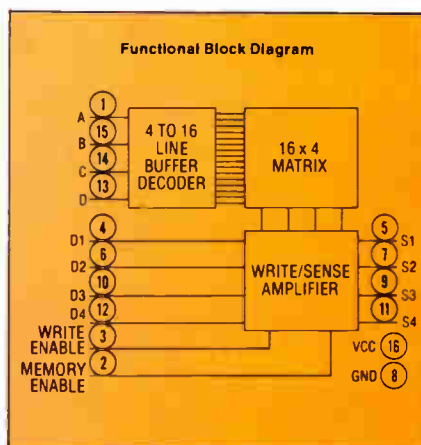 Functional Block Diagram
1
A
15
B
14
C
13
D
4 TO 16
LINE
BUFFER
DECODER
16 x 4
MATRIX
4
D1
6
D2
10
D3
12
D4
3
WRITE
ENABLE
2
MEMORY
ENABLE
WRITE/SENSE
AMPLIFIER
5
S1
7
S2
9
S3
11
S4
VCC 16
GND 8